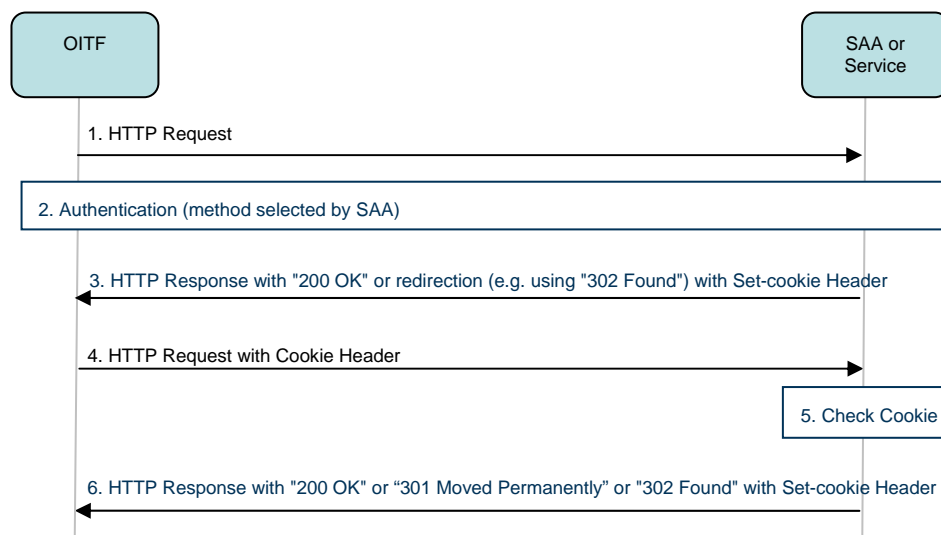 OITF
SAA or
Service
1. HTTP Request
2. Authentication (method selected by SAA)
3. HTTP Response with "200 OK" or redirection (e.g. using "302 Found") with Set-cookie Header
4. HTTP Request with Cookie Header
5. Check Cookie
6. HTTP Response with "200 OK" or “301 Moved Permanently” or "302 Found" with Set-cookie Header